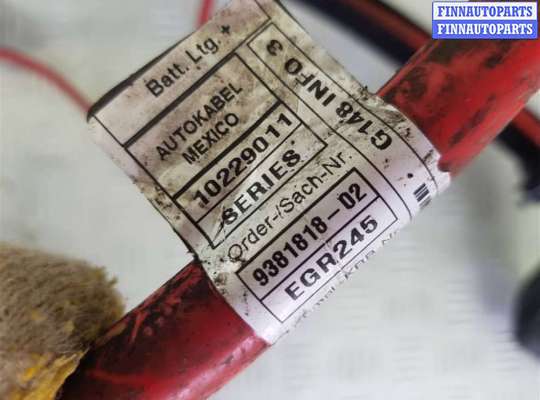 FINNAUTOPARTS
FINNAUTOPARTS
Batt. Ltg. +
G148 INFO 3
AUTOKABEL
MEXICO
10229011
SERIES
Order-/Sach-Nr.
9381818-02
EGR245